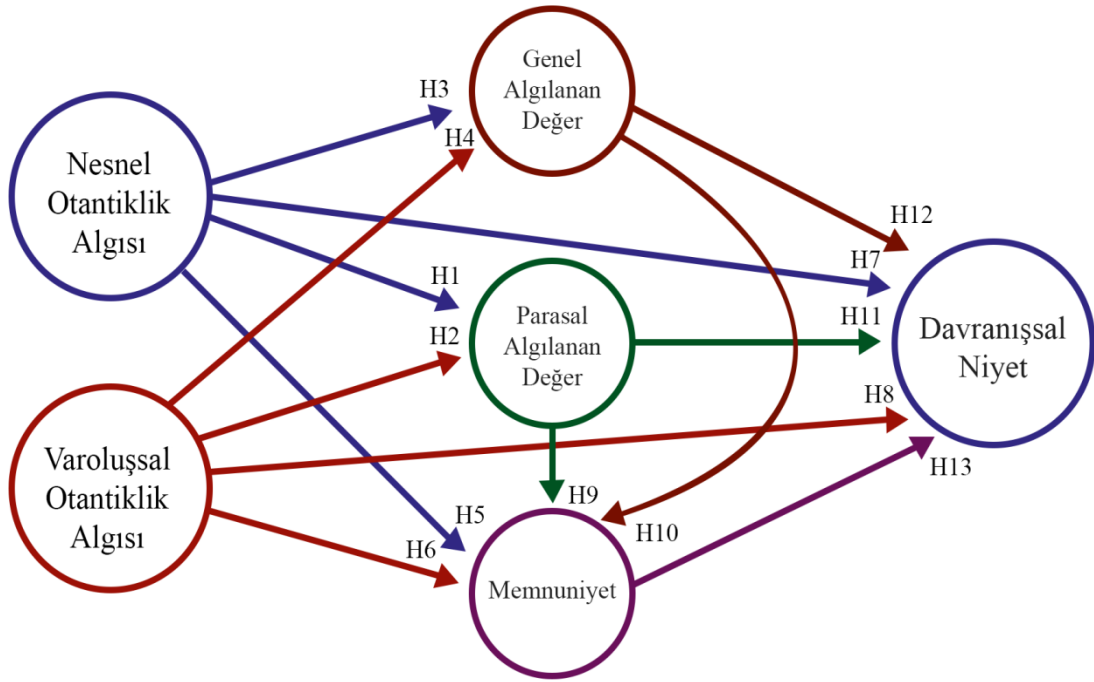 Genel
Algılanan
Değer
H3
H4
Nesnel
Otantiklik
Algısı
H12
H7
H1
Parasal
Algılanan
Değer
H2
H11
Davranışsal
Niyet
H8
Varoluşsal
Otantiklik
Algısı
H13
H9
H5
H10
H6
Memnuniyet